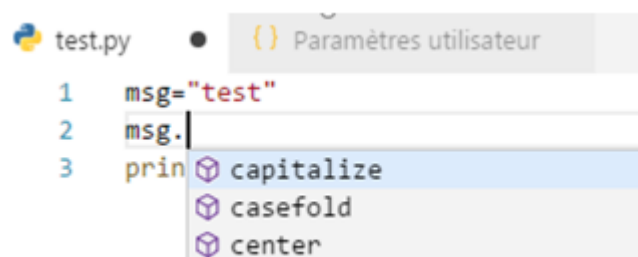 test.py ● {} Paramètres utilisateur
1 msg="test"
2 msg.
3 prin
capitalize
casefold
center